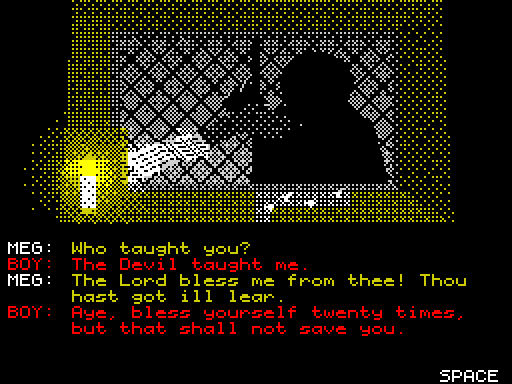 MEG: Who taught you?
BOY: The Devil taught me.
MEG: The Lord bless me from thee! Thou
hast got ill lear.
BOY: Aye, bless yourself twenty times,
but that shall not save you.
SPACE